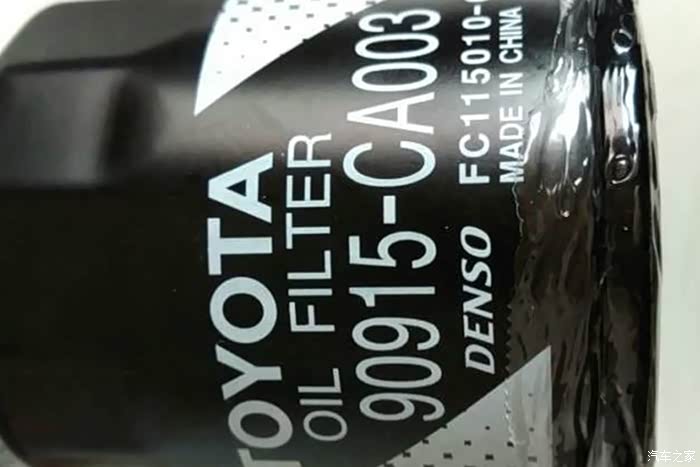 TOYOTA
OIL FILTER
90915-CA003
DENSO FC115010-
MADE IN CHINA
汽车之家